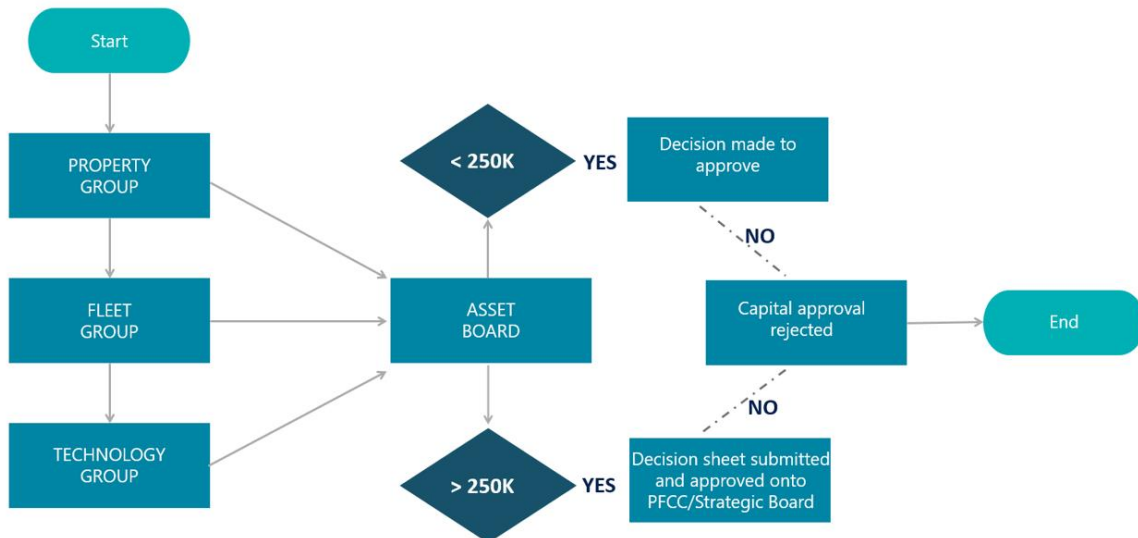 Start
PROPERTY
GROUP
FLEET
GROUP
TECHNOLOGY
GROUP
ASSET
BOARD
< 250K
YES
Decision made to
approve
NO
Capital approval
rejected
End
NO
> 250K
YES
Decision sheet submitted
and approved onto
PFCC/Strategic Board